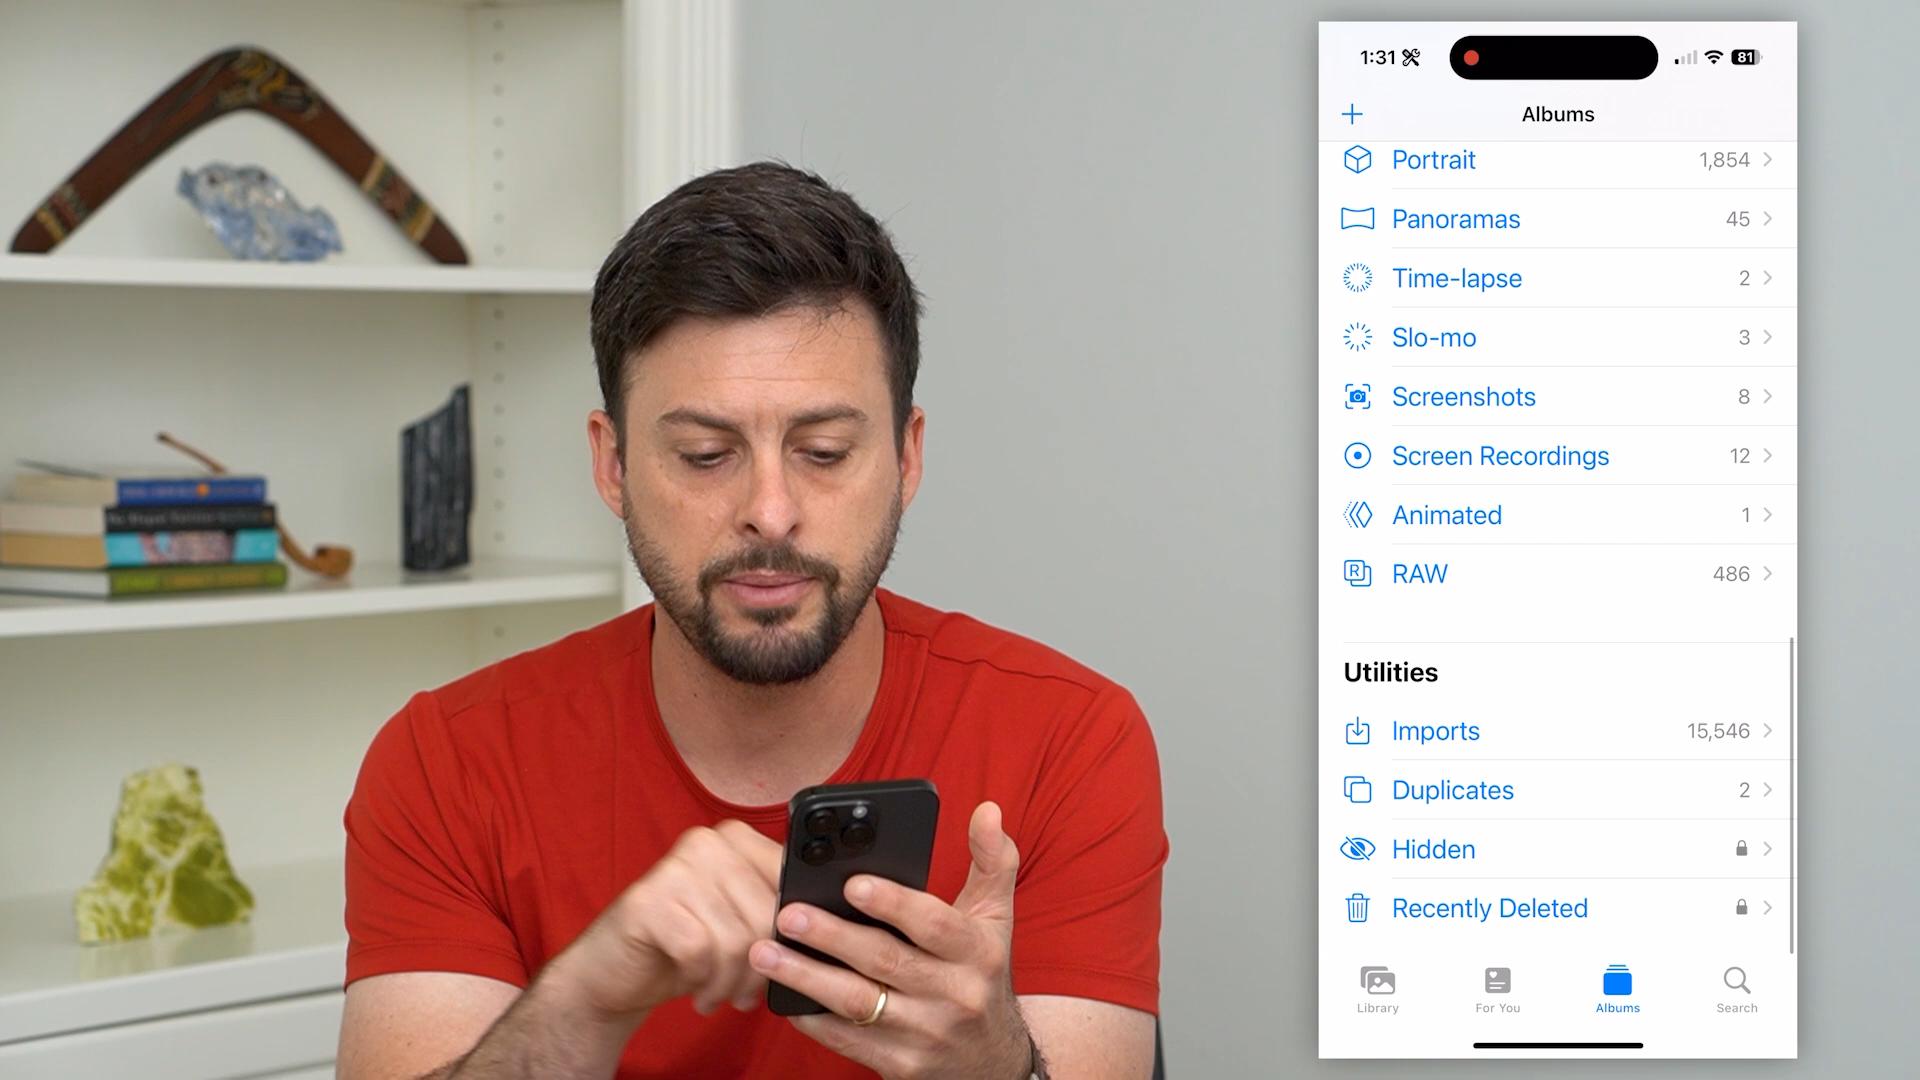 1:31
81
Albums
Portrait 1,854
Panoramas 45
Time-lapse 2
Slo-mo 3
Screenshots 8
Screen Recordings 12
Animated 1
RAW 486
Utilities
Imports 15,546
Duplicates 2
Hidden
Recently Deleted
Library For You Albums Search